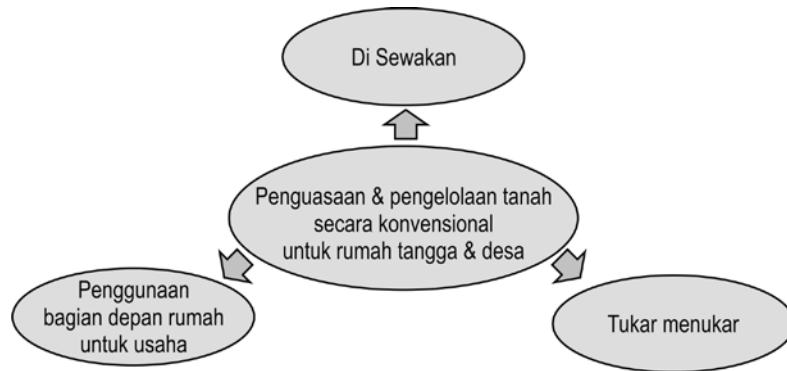 Di Sewakan
Penguasaan & pengelolaan tanah
secara konvensional
untuk rumah tangga & desa
Penggunaan
bagian depan rumah
untuk usaha
Tukar menukar